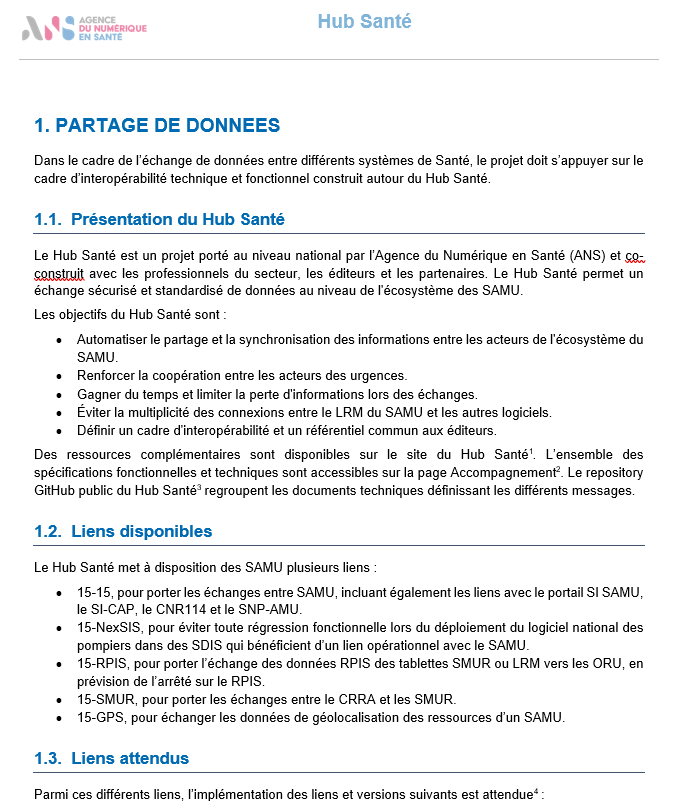 AGENCE
DU NUMÉRIQUE
EN SANTÉ
Hub Santé
1. PARTAGE DE DONNEES
Dans le cadre de l'échange de données entre différents systèmes de Santé, le projet doit s'appuyer sur le
cadre d'interopérabilité technique et fonctionnel construit autour du Hub Santé.
1.1. Présentation du Hub Santé
Le Hub Santé est un projet porté au niveau national par l'Agence du Numérique en Santé (ANS) et co-
construit avec les professionnels du secteur, les éditeurs et les partenaires. Le Hub Santé permet un
échange sécurisé et standardisé de données au niveau de l'écosystème des SAMU.
Les objectifs du Hub Santé sont :
• Automatiser le partage et la synchronisation des informations entre les acteurs de l'écosystème du
SAMU.
• Renforcer la coopération entre les acteurs des urgences.
• Gagner du temps et limiter la perte d'informations lors des échanges.
• Éviter la multiplicité des connexions entre le LRM du SAMU et les autres logiciels.
• Définir un cadre d'interopérabilité et un référentiel commun aux éditeurs.
Des ressources complémentaires sont disponibles sur le site du Hub Santé¹. L'ensemble des
spécifications fonctionnelles et techniques sont accessibles sur la page Accompagnement². Le repository
GitHub public du Hub Santé³ regroupent les documents techniques définissant les différents messages.
1.2. Liens disponibles
Le Hub Santé met à disposition des SAMU plusieurs liens :
• 15-15, pour porter les échanges entre SAMU, incluant également les liens avec le portail SI SAMU,
le SI-CAP, le CNR114 et le SNP-AMU.
• 15-NexSIS, pour éviter toute régression fonctionnelle lors du déploiement du logiciel national des
pompiers dans des SDIS qui bénéficient d'un lien opérationnel avec le SAMU.
• 15-RPIS, pour porter l'échange des données RPIS des tablettes SMUR ou LRM vers les ORU, en
prévision de l'arrêté sur le RPIS.
• 15-SMUR, pour porter les échanges entre le CRRA et les SMUR.
• 15-GPS, pour échanger les données de géolocalisation des ressources d'un SAMU.
1.3. Liens attendus
Parmi ces différents liens, l'implémentation des liens et versions suivants est attendue⁴ :